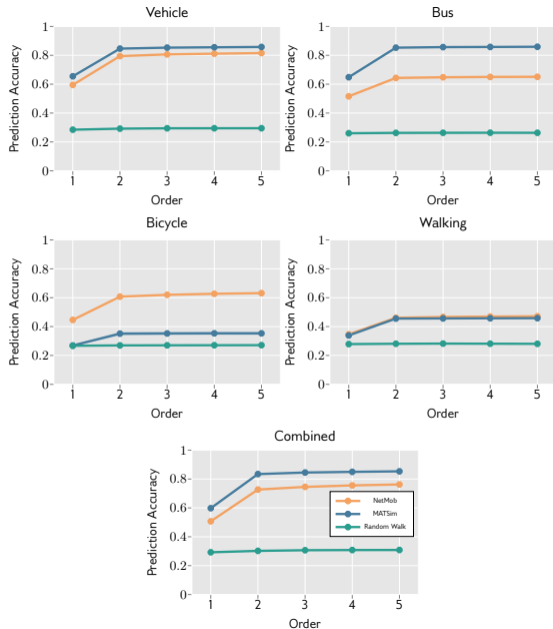 Vehicle
Prediction Accuracy
1
0.8
0.6
0.4
0.2
0
1 2 3 4 5
Order
Bus
Prediction Accuracy
1
0.8
0.6
0.4
0.2
0
1 2 3 4 5
Order
Bicycle
Prediction Accuracy
1
0.8
0.6
0.4
0.2
0
1 2 3 4 5
Order
Walking
Prediction Accuracy
1
0.8
0.6
0.4
0.2
0
1 2 3 4 5
Order
Combined
Prediction Accuracy
1
0.8
0.6
0.4
0.2
0
1 2 3 4 5
Order
NetMob
MATSim
Random Walk